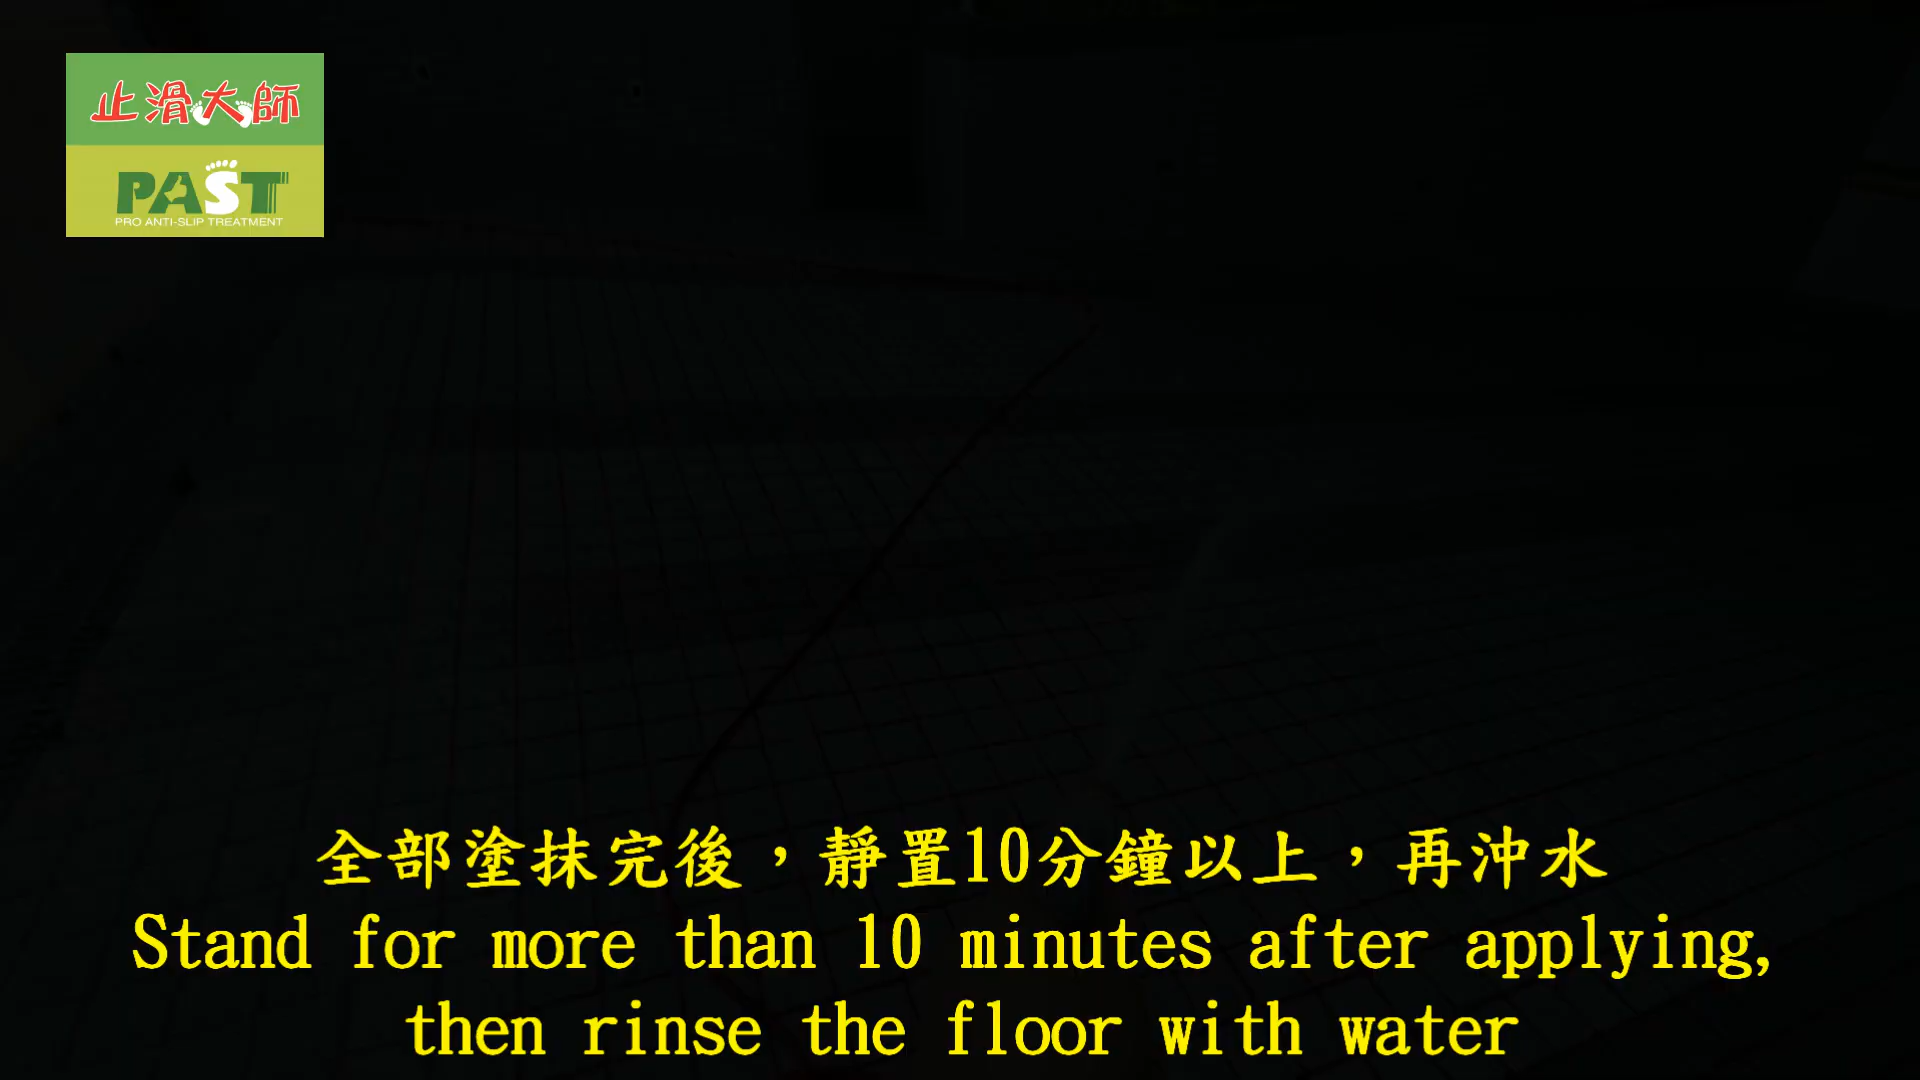 止滑大師
PAST
PRO ANTI-SLIP TREATMENT
全部塗抹完後，靜置10分鐘以上，再沖水
Stand for more than 10 minutes after applying,
then rinse the floor with water